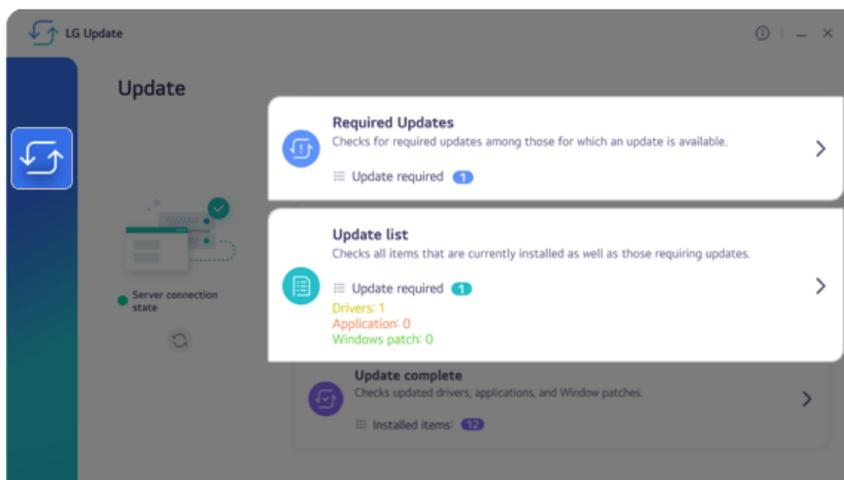 LG Update
Update
Required Updates
Checks for required updates among those for which an update is available.
Update required 1
Update list
Checks all items that are currently installed as well as those requiring updates.
Update required 1
Drivers: 1
Application: 0
Windows patch: 0
Server connection
state
Update complete
Checks updated drivers, applications, and Window patches.
Installed items: 12